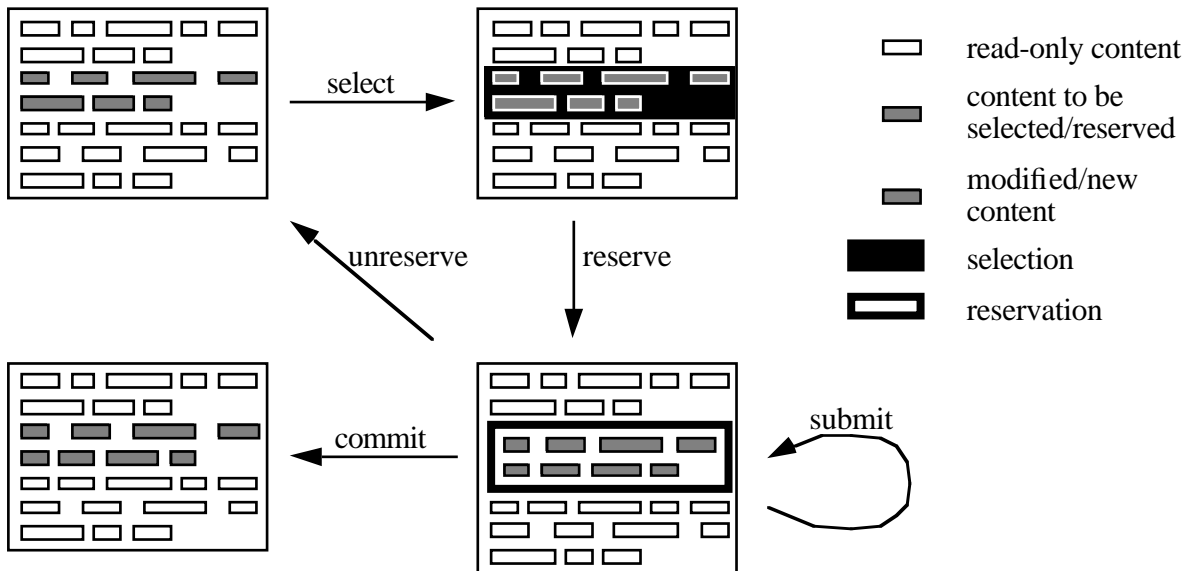 select
read-only content
content to be
selected/reserved
modified/new
content
unreserve
reserve
selection
reservation
commit
submit